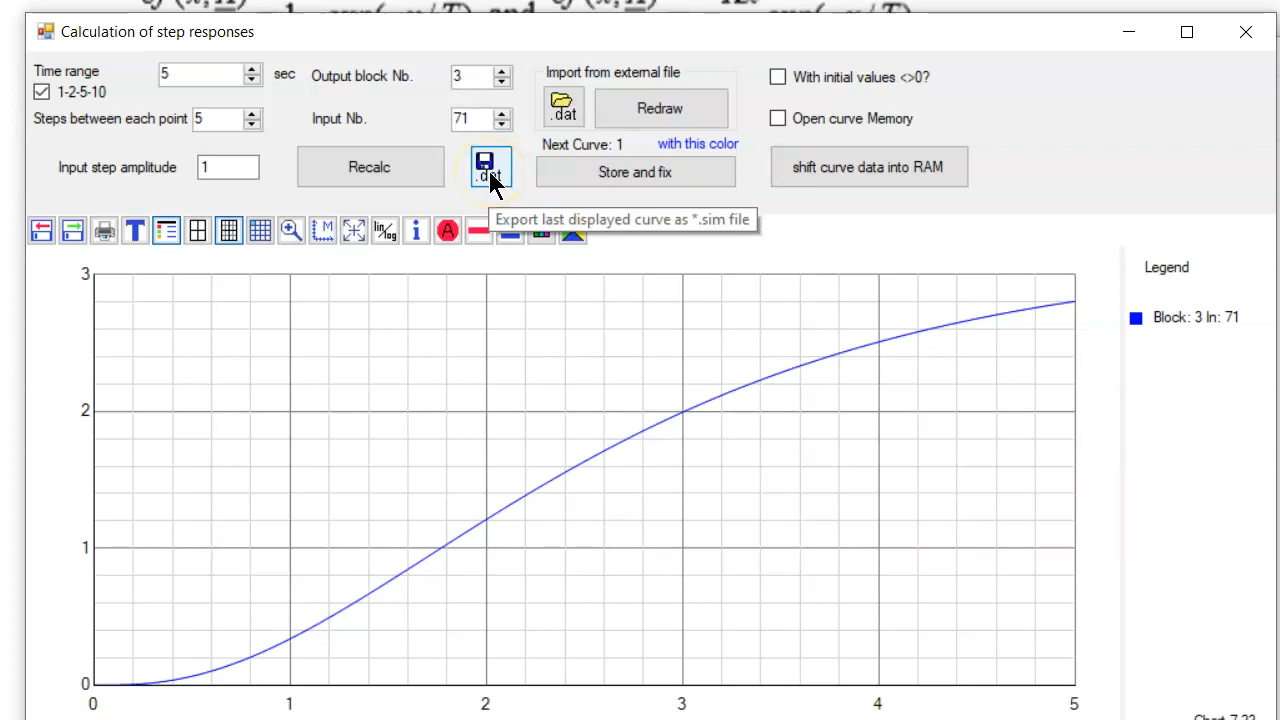 Calculation of step responses
Time range
5
sec
Output block Nb.
3
Import from external file
With initial values <>0?
1-2-5-10
.dat
Redraw
Steps between each point
5
Input Nb.
71
Open curve Memory
Next Curve: 1
with this color
Input step amplitude
1
Recalc
.dat
Store and fix
shift curve data into RAM
Export last displayed curve as *.sim file
T
M
lin/log
i
A
3
2
1
0
0
1
2
3
4
5
Legend
Block: 3 In: 71